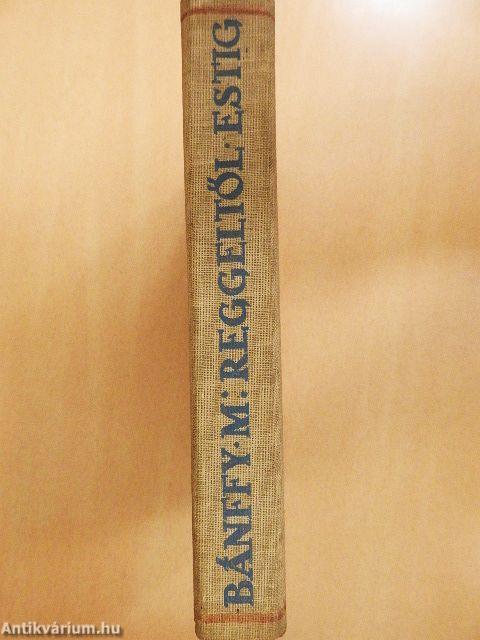 BÁNFFY · M: REGGELTŐL · ESTIG
Antikvárium.hu